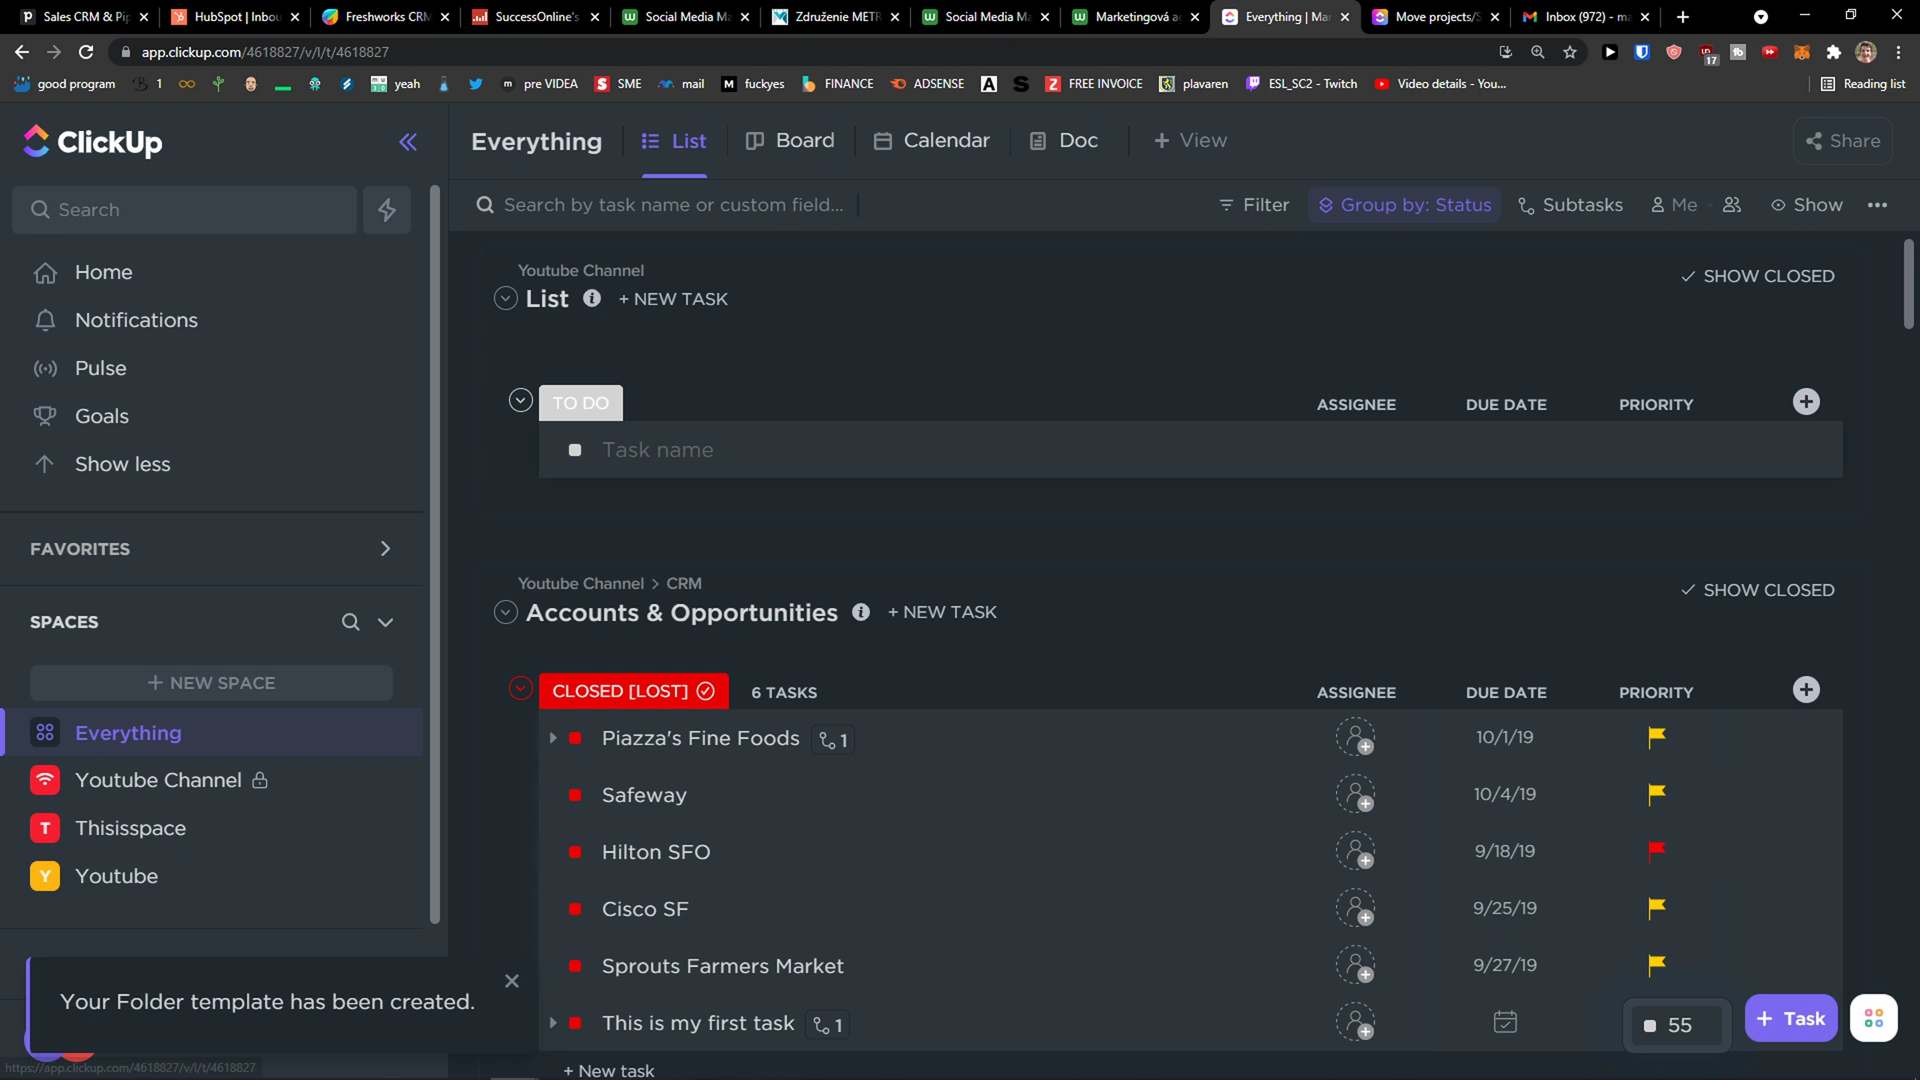 Sales CRM & Pip
HubSpot | Inbou
Freshworks CRM
SuccessOnline's
Social Media Ma
Združenie METR
Social Media Ma
Marketingová a
Everything | Mar
Move projects/S
Inbox (972) - ma
app.clickup.com/4618827/v/l/t/4618827
17
good program
1
yeah
pre VIDEA
SME
mail
fuckyes
FINANCE
ADSENSE
FREE INVOICE
plavaren
ESL_SC2 - Twitch
Video details - You...
Reading list
ClickUp
Everything
List
Board
Calendar
Doc
+ View
Share
Search
Search by task name or custom field...
Filter
Group by: Status
Subtasks
Me
Show
Home
Notifications
Pulse
Goals
Show less
FAVORITES
SPACES
+ NEW SPACE
Everything
Youtube Channel
T Thisisspace
Y Youtube
Youtube Channel
SHOW CLOSED
List
+ NEW TASK
TO DO
ASSIGNEE
DUE DATE
PRIORITY
Task name
Youtube Channel > CRM
SHOW CLOSED
Accounts & Opportunities
+ NEW TASK
CLOSED [LOST]
6 TASKS
ASSIGNEE
DUE DATE
PRIORITY
Piazza's Fine Foods 1 10/1/19
Safeway 10/4/19
Hilton SFO 9/18/19
Cisco SF 9/25/19
Sprouts Farmers Market 9/27/19
This is my first task 1
+ New task
55
+ Task
Your Folder template has been created.
https://app.clickup.com/4618827/v/l/t/4618827